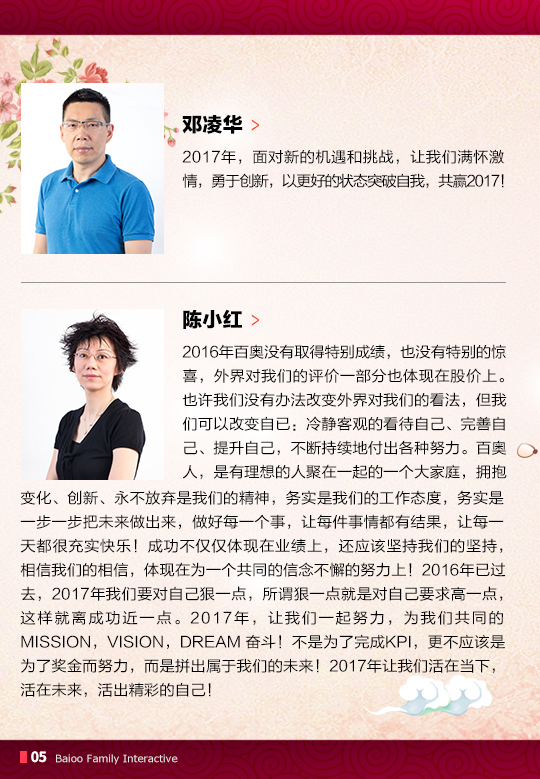 邓凌华 >
2017年，面对新的机遇和挑战，让我们满怀激
情，勇于创新，以更好的状态突破自我，共赢2017！
陈小红 >
2016年百奥没有取得特别成绩，也没有特别的惊
喜，外界对我们的评价一部分也体现在股价上。
也许我们没有办法改变外界对我们的看法，但我
们可以改变自已；冷静客观的看待自己、完善自
己、提升自己，不断持续地付出各种努力。百奥
人，是有理想的人聚在一起的一个大家庭，拥抱
变化、创新、永不放弃是我们的精神，务实是我们的工作态度，务实是
一步一步把未来做出来，做好每一个事，让每件事情都有结果，让每一
天都很充实快乐！成功不仅仅体现在业绩上，还应该坚持我们的坚持，
相信我们的相信，体现在为一个共同的信念不懈的努力上！2016年已过
去，2017年我们要对自己狠一点，所谓狠一点就是对自己要求高一点，
这样就离成功近一点。2017年，让我们一起努力，为我们共同的
MISSION，VISION，DREAM 奋斗！不是为了完成KPI，更不应该是
为了奖金而努力，而是拼出属于我们的未来！2017年让我们活在当下，
活在未来，活出精彩的自己！
05 Baioo Family Interactive